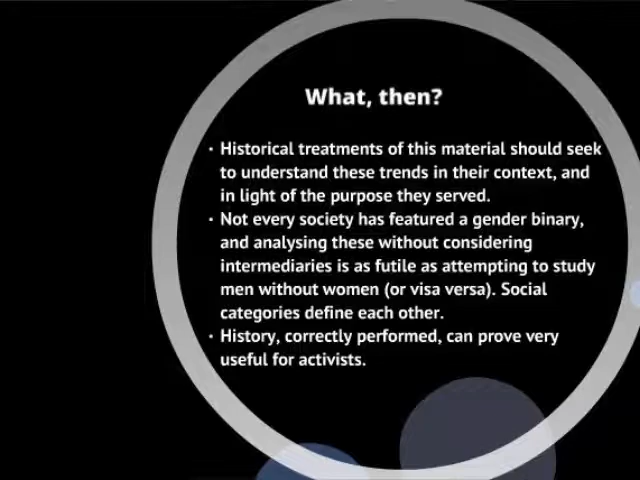 What, then?
· Historical treatments of this material should seek
to understand these trends in their context, and
in light of the purpose they served.
· Not every society has featured a gender binary,
and analysing these without considering
intermediaries is as futile as attempting to study
men without women (or visa versa). Social
categories define each other.
· History, correctly performed, can prove very
useful for activists.